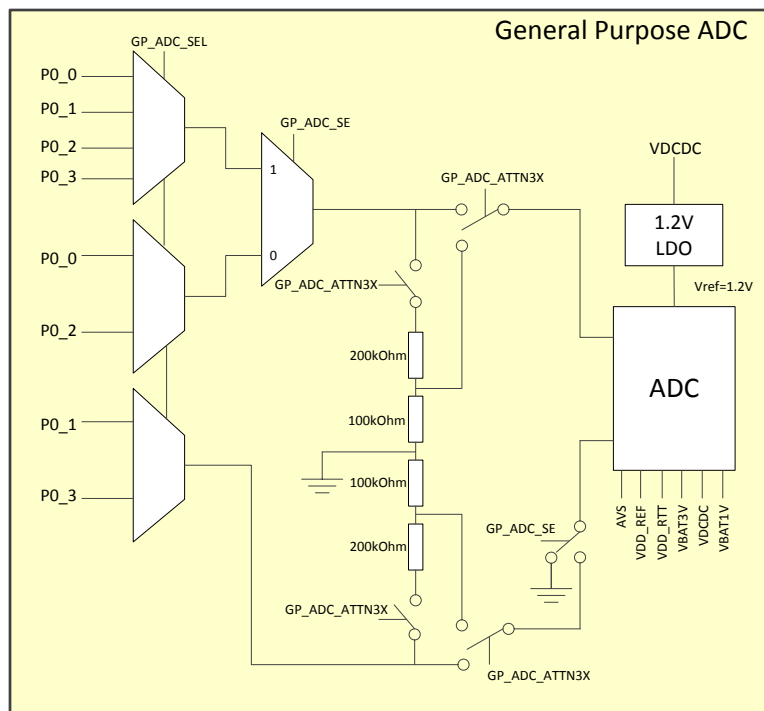 General Purpose ADC
GP_ADC_SEL
P0_0
P0_1
P0_2
P0_3
GP_ADC_SE
1
0
P0_0
P0_2
P0_1
P0_3
GP_ADC_ATTN3X
GP_ADC_ATTN3X
200kOhm
100kOhm
100kOhm
200kOhm
GP_ADC_ATTN3X
GP_ADC_ATTN3X
GP_ADC_SE
VDCDC
1.2V
LDO
Vref=1.2V
ADC
AVS
VDD_REF
VDD_RTT
VBAT3V
VDCDC
VBAT1V